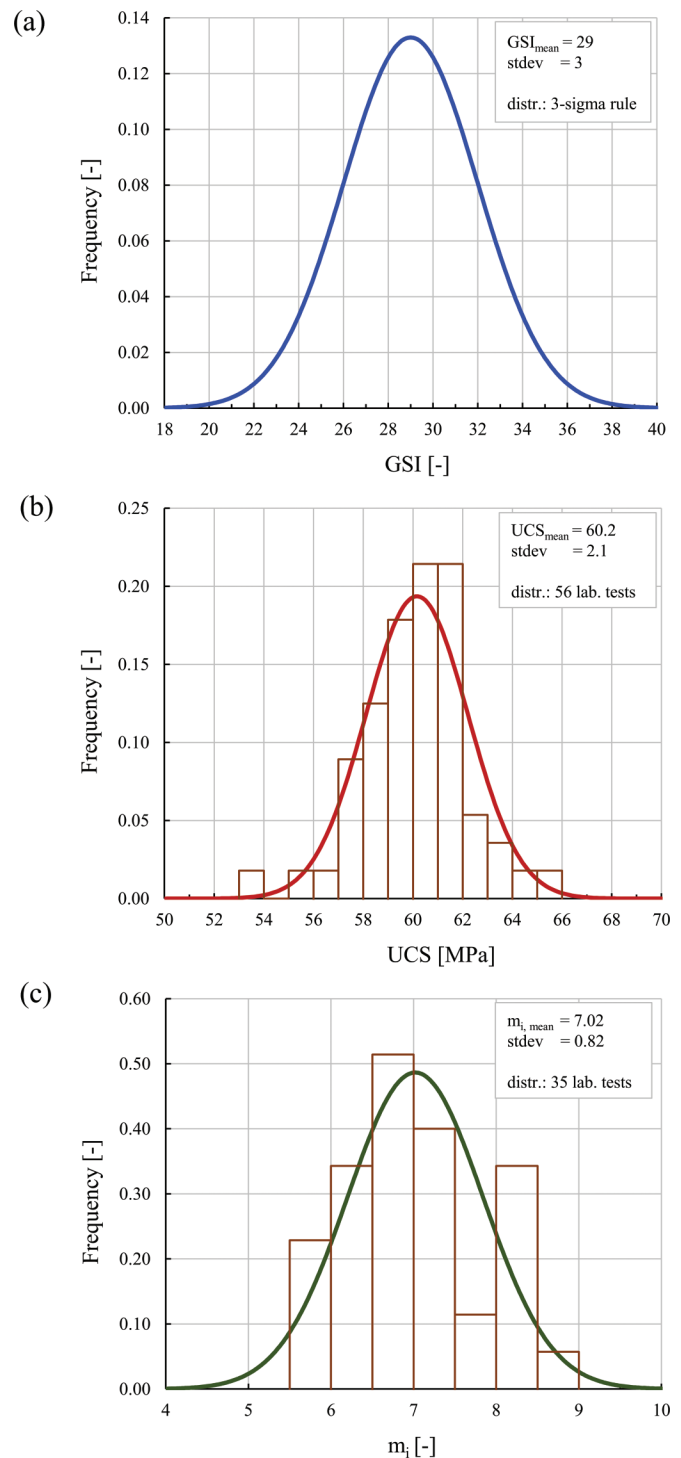 (a)
0.14
0.12
0.10
0.08
0.06
0.04
0.02
0.00
Frequency [-]
GSImean = 29
stdev = 3
distr.: 3-sigma rule
18 20 22 24 26 28 30 32 34 36 38 40
GSI [-]
(b)
0.25
0.20
0.15
0.10
0.05
0.00
Frequency [-]
UCSmean = 60.2
stdev = 2.1
distr.: 56 lab. tests
50 52 54 56 58 60 62 64 66 68 70
UCS [MPa]
(c)
0.60
0.50
0.40
0.30
0.20
0.10
0.00
Frequency [-]
mi, mean = 7.02
stdev = 0.82
distr.: 35 lab. tests
4 5 6 7 8 9 10
mi [-]